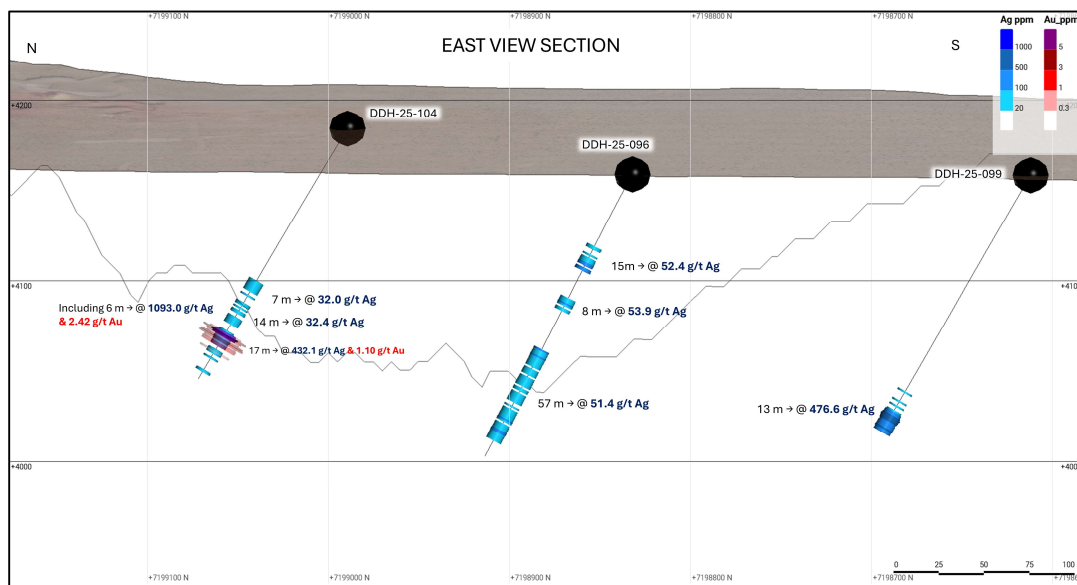 +7199100 N
+7199000 N
+7198900 N
+7198800 N
+7198700 N
Ag ppm
Au_ppm
N
EAST VIEW SECTION
S
1000
500
100
20
5
3
1
0.3
+4200
DDH-25-104
DDH-25-096
DDH-25-099
15m → @ 52.4 g/t Ag
+4100
7 m → @ 32.0 g/t Ag
Including 6 m → @ 1093.0 g/t Ag
& 2.42 g/t Au
8 m → @ 53.9 g/t Ag
14 m → @ 32.4 g/t Ag
17 m → @ 432.1 g/t Ag & 1.10 g/t Au
57 m → @ 51.4 g/t Ag
13 m → @ 476.6 g/t Ag
+4000
0 25 50 75 100
+7199100 N
+7199000 N
+7198900 N
+7198800 N
+7198700 N